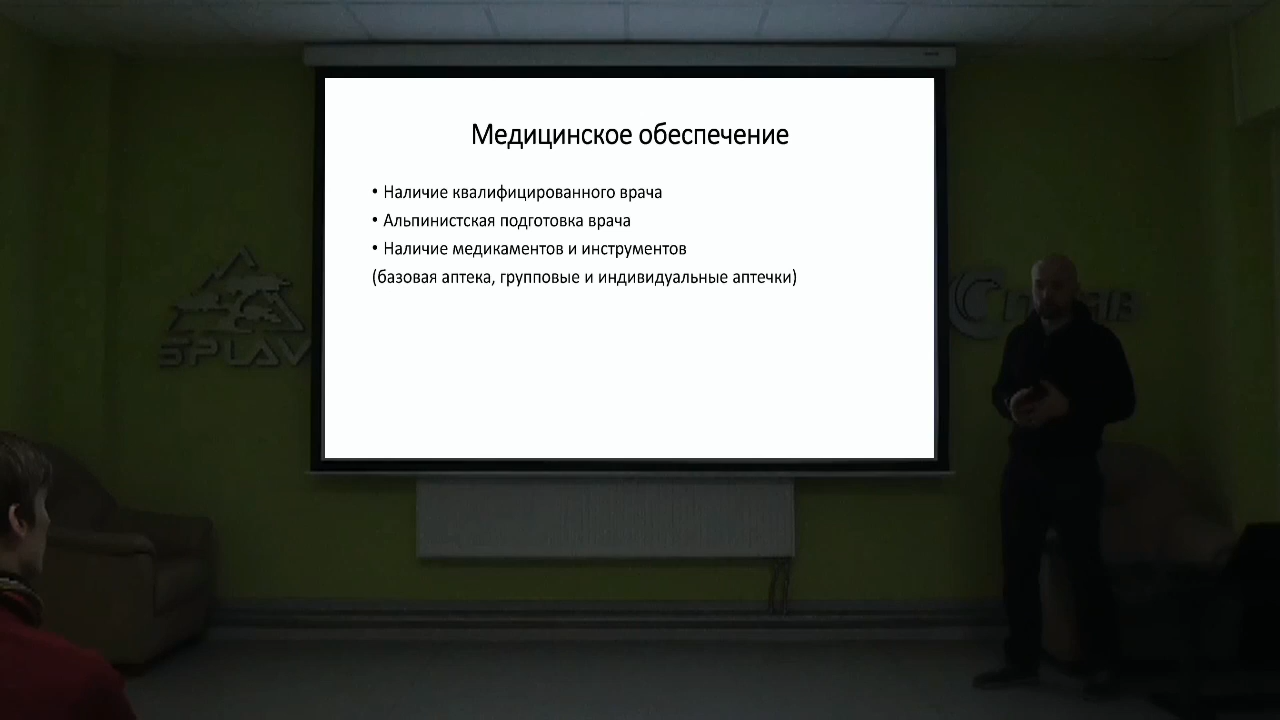 Медицинское обеспечение
• Наличие квалифицированного врача
• Альпинистская подготовка врача
• Наличие медикаментов и инструментов
(базовая аптека, групповые и индивидуальные аптечки)
SPLAV